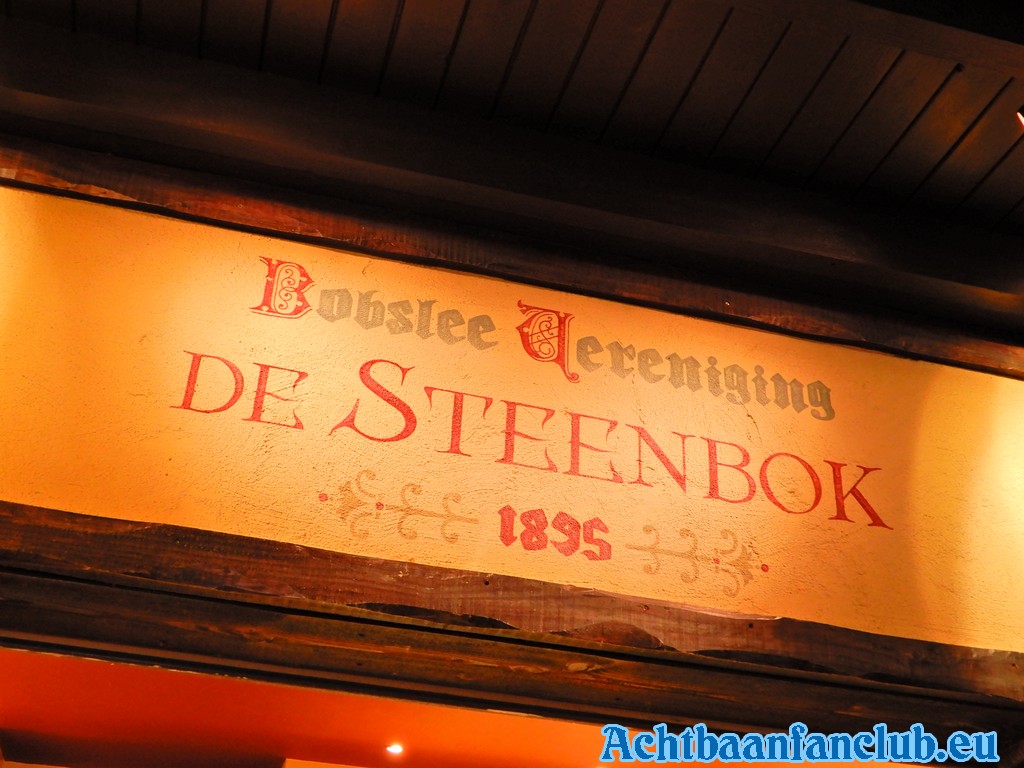 Bobslee Vereniging
DE STEENBOK
1895
Achtbaanfanclub.eu